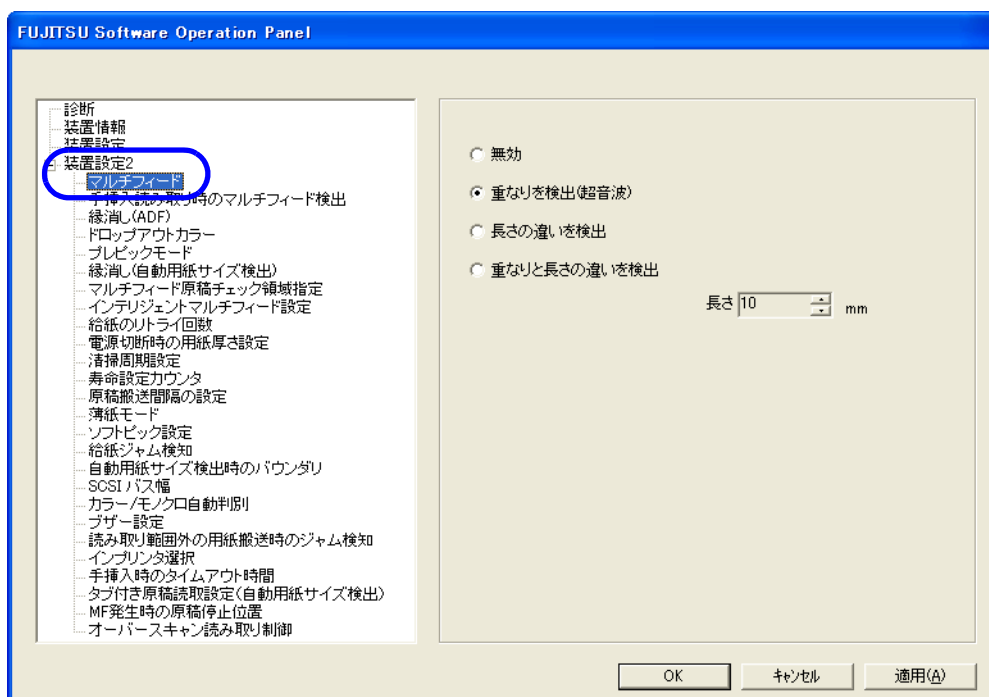 FUJITSU Software Operation Panel
診断
装置情報
装置設定
装置設定2
マルチフィード
手挿入読み取り時のマルチフィード検出
縁消し(ADF)
ドロップアウトカラー
プレピックモード
縁消し(自動用紙サイズ検出)
マルチフィード原稿チェック領域指定
インテリジェントマルチフィード設定
給紙のリトライ回数
電源切断時の用紙厚さ設定
清掃周期設定
寿命設定カウンタ
原稿搬送間隔の設定
薄紙モード
ソフトピック設定
給紙ジャム検知
自動用紙サイズ検出時のバウンダリ
SCSI バス幅
カラー/モノクロ自動判別
ブザー設定
読み取り範囲外の用紙搬送時のジャム検知
インプリンタ選択
手挿入時のタイムアウト時間
タブ付き原稿読取設定(自動用紙サイズ検出)
MF発生時の原稿停止位置
オーバースキャン読み取り制御
無効
重なりを検出(超音波)
長さの違いを検出
重なりと長さの違いを検出
長さ 10 mm
OK キャンセル 適用(A)